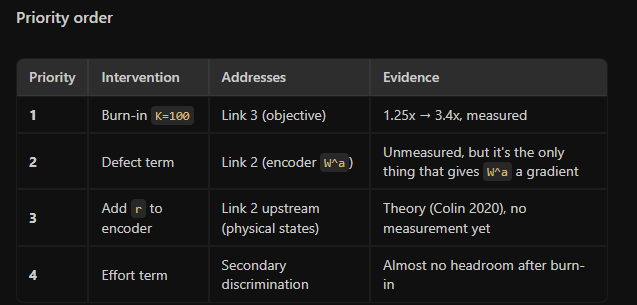 Priority order
Priority Intervention Addresses Evidence
1 Burn-in K=100 Link 3 (objective) 1.25x → 3.4x, measured
2 Defect term Link 2 (encoder W^a) Unmeasured, but it's the only
thing that gives W^a a gradient
3 Add r to
encoder Link 2 upstream
(physical states) Theory (Colin 2020), no
measurement yet
4 Effort term Secondary
discrimination Almost no headroom after burn-
in